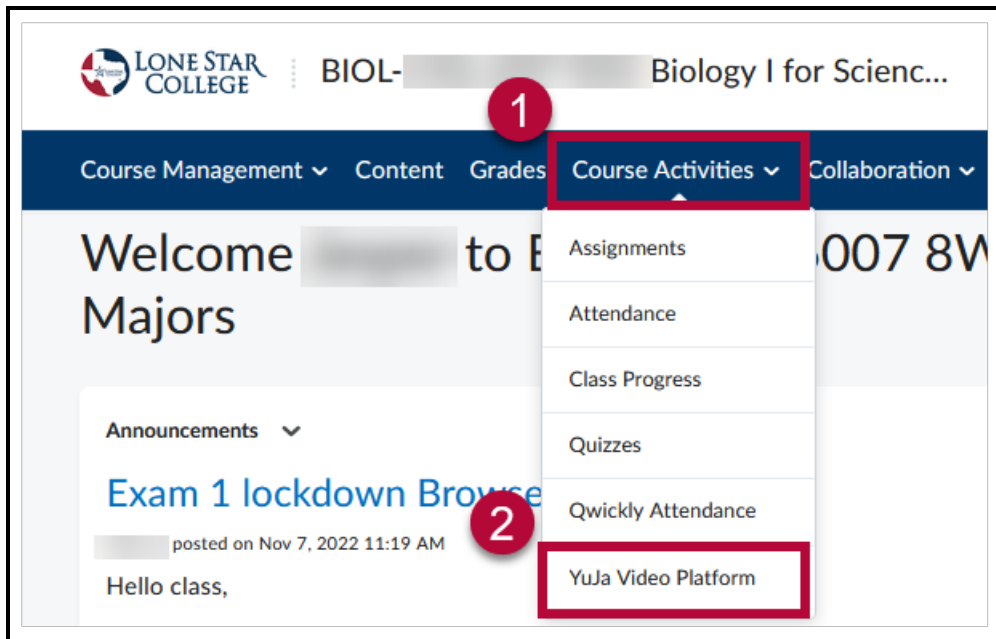 LONE STAR
COLLEGE
BIOL- Biology I for Scienc...
1
Course Management Content Grades Course Activities Collaboration
Welcome to 007 8W
Majors
Assignments
Attendance
Class Progress
Quizzes
Qwickly Attendance
YuJa Video Platform
2
Announcements
Exam 1 lockdown Browse
posted on Nov 7, 2022 11:19 AM
Hello class,